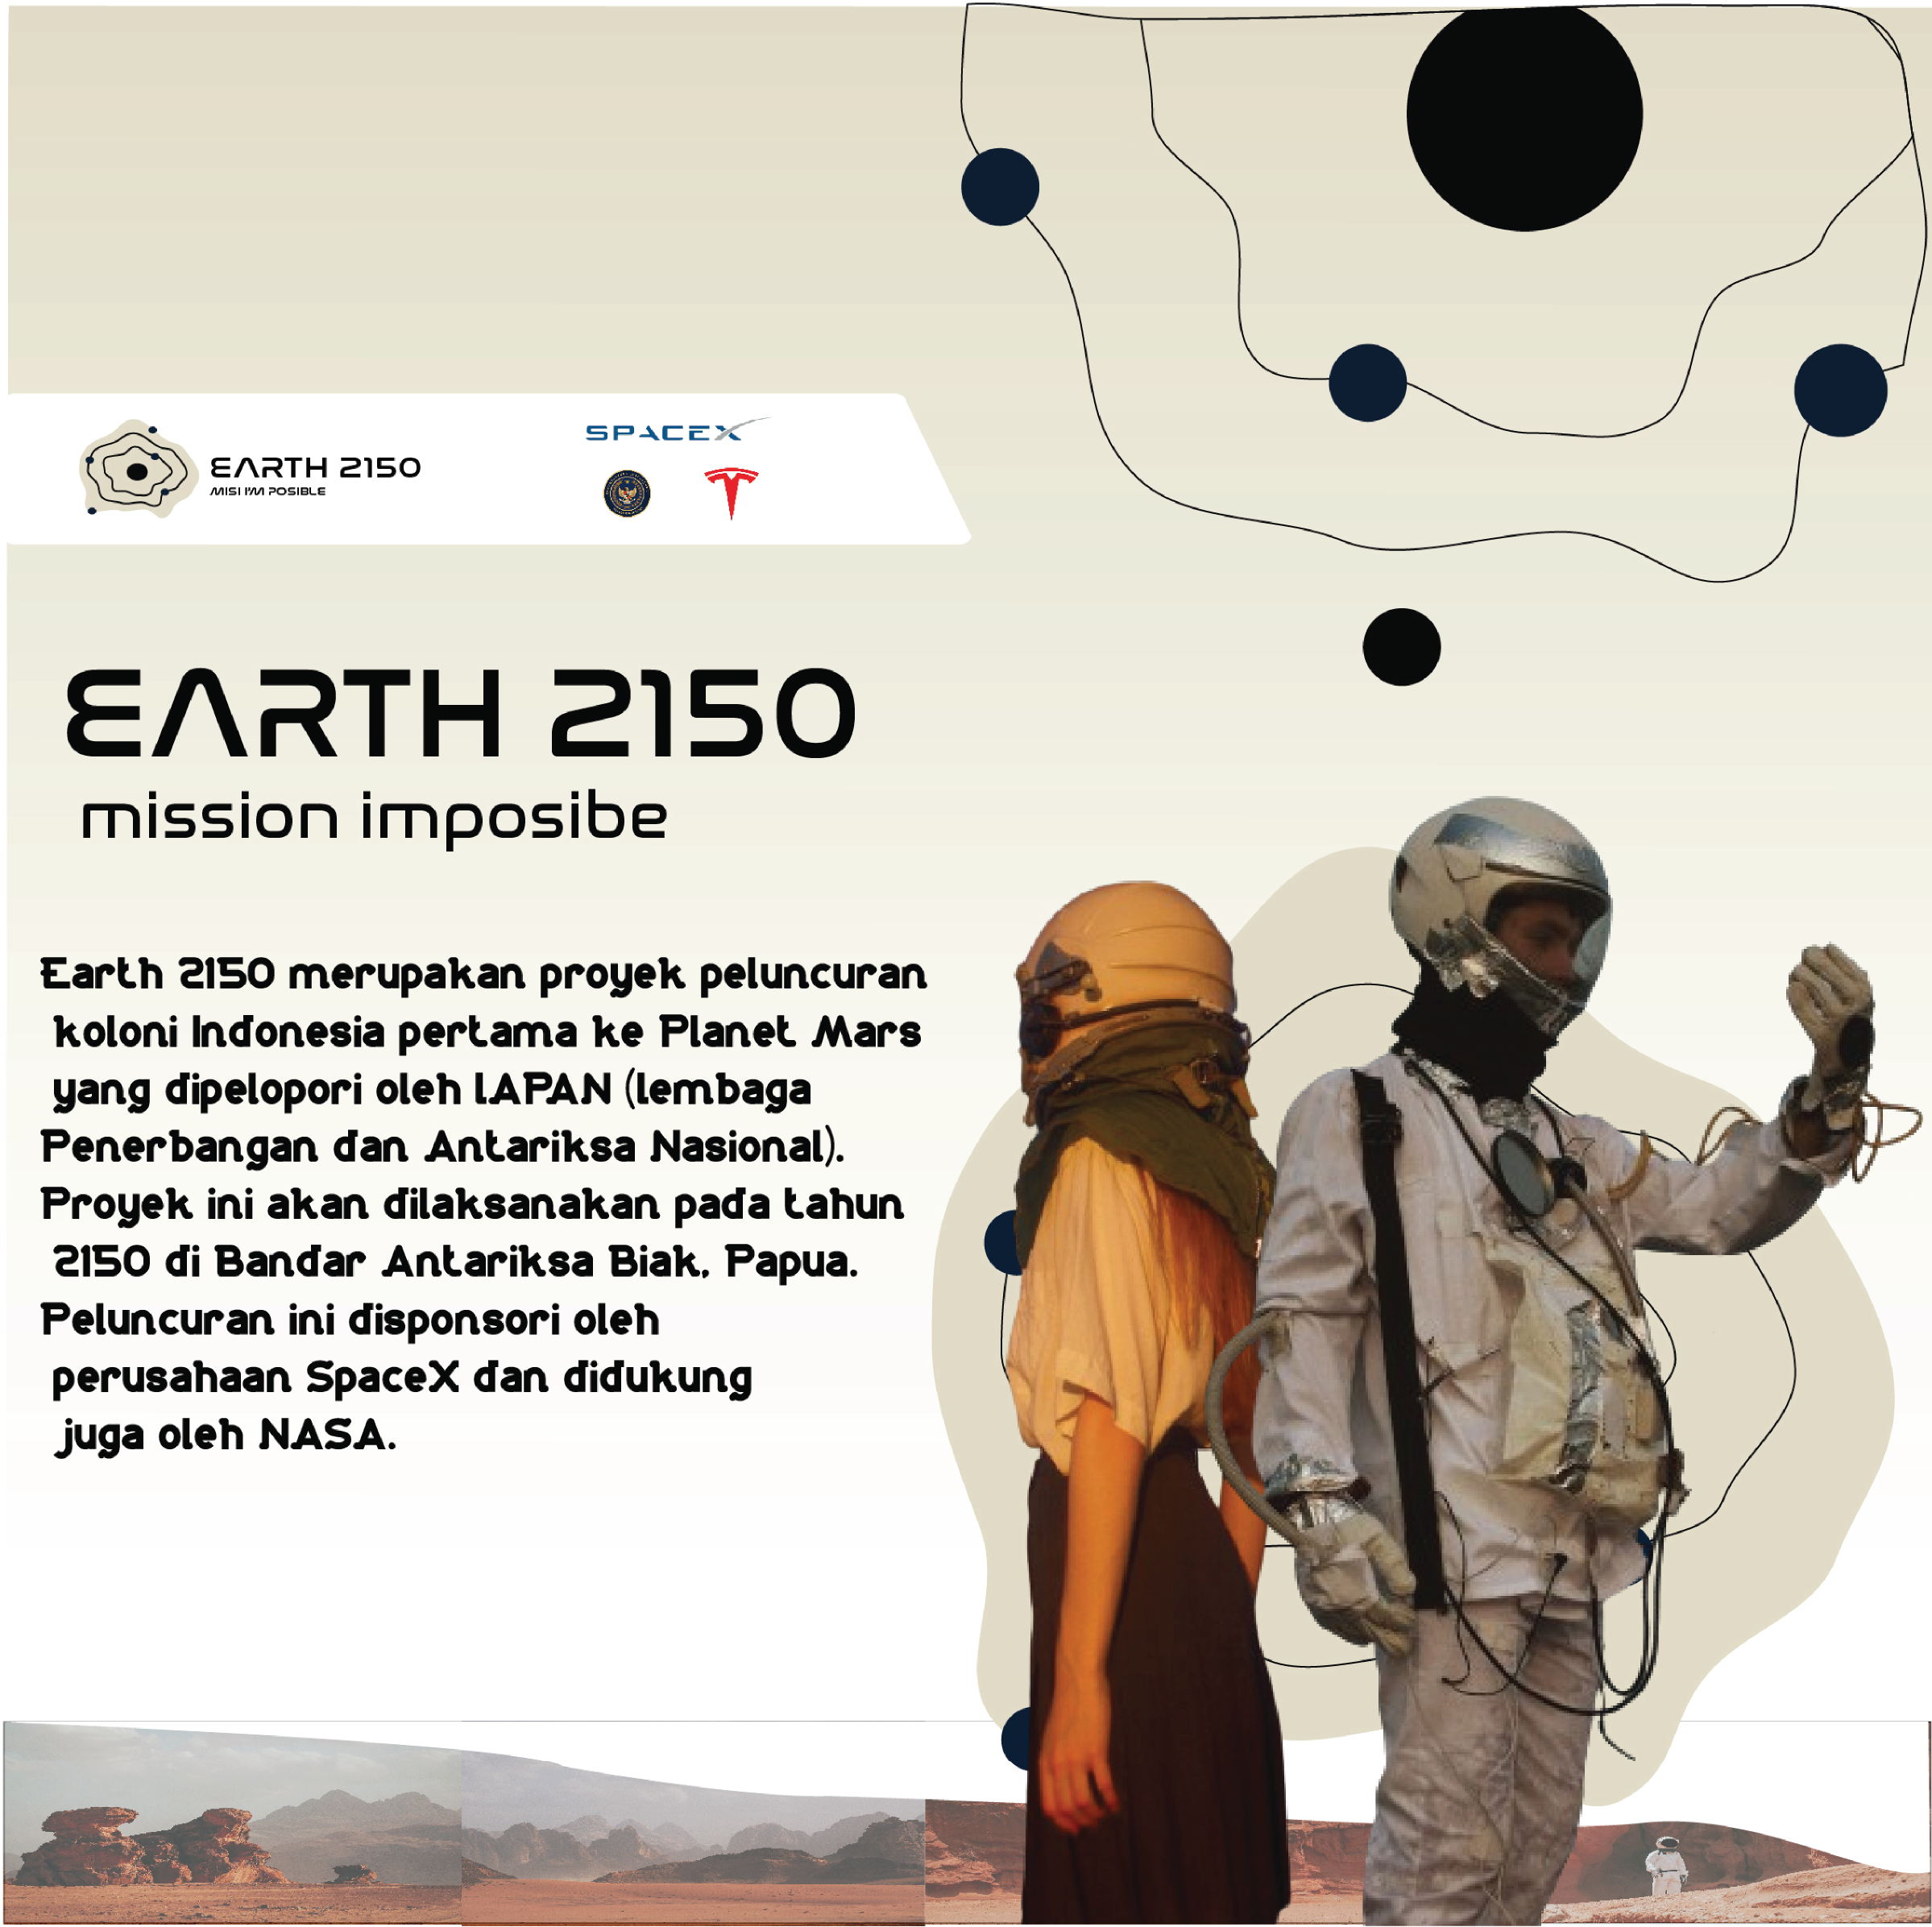 EARTH 2150
MISI I'M POSIBLE
SPACEX
EARTH 2150
mission imposibe
Earth 2150 merupakan proyek peluncuran
koloni Indonesia pertama ke Planet Mars
yang dipelopori oleh lAPAN (lembaga
Penerbangan dan Antariksa Nasional).
Proyek ini akan dilaksanakan pada tahun
2150 di Bandar Antariksa Biak, Papua.
Peluncuran ini disponsori oleh
perusahaan SpaceX dan didukung
juga oleh NASA.